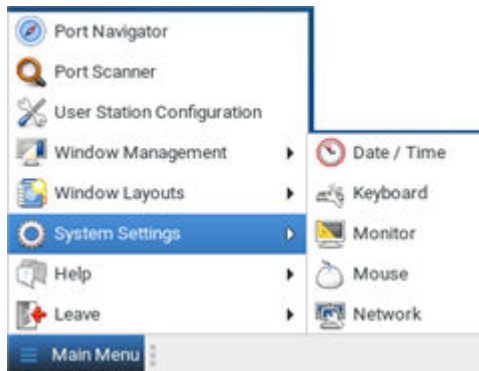 Port Navigator
Port Scanner
User Station Configuration
Window Management
Window Layouts
System Settings
Help
Leave
Date / Time
Keyboard
Monitor
Mouse
Network
Main Menu